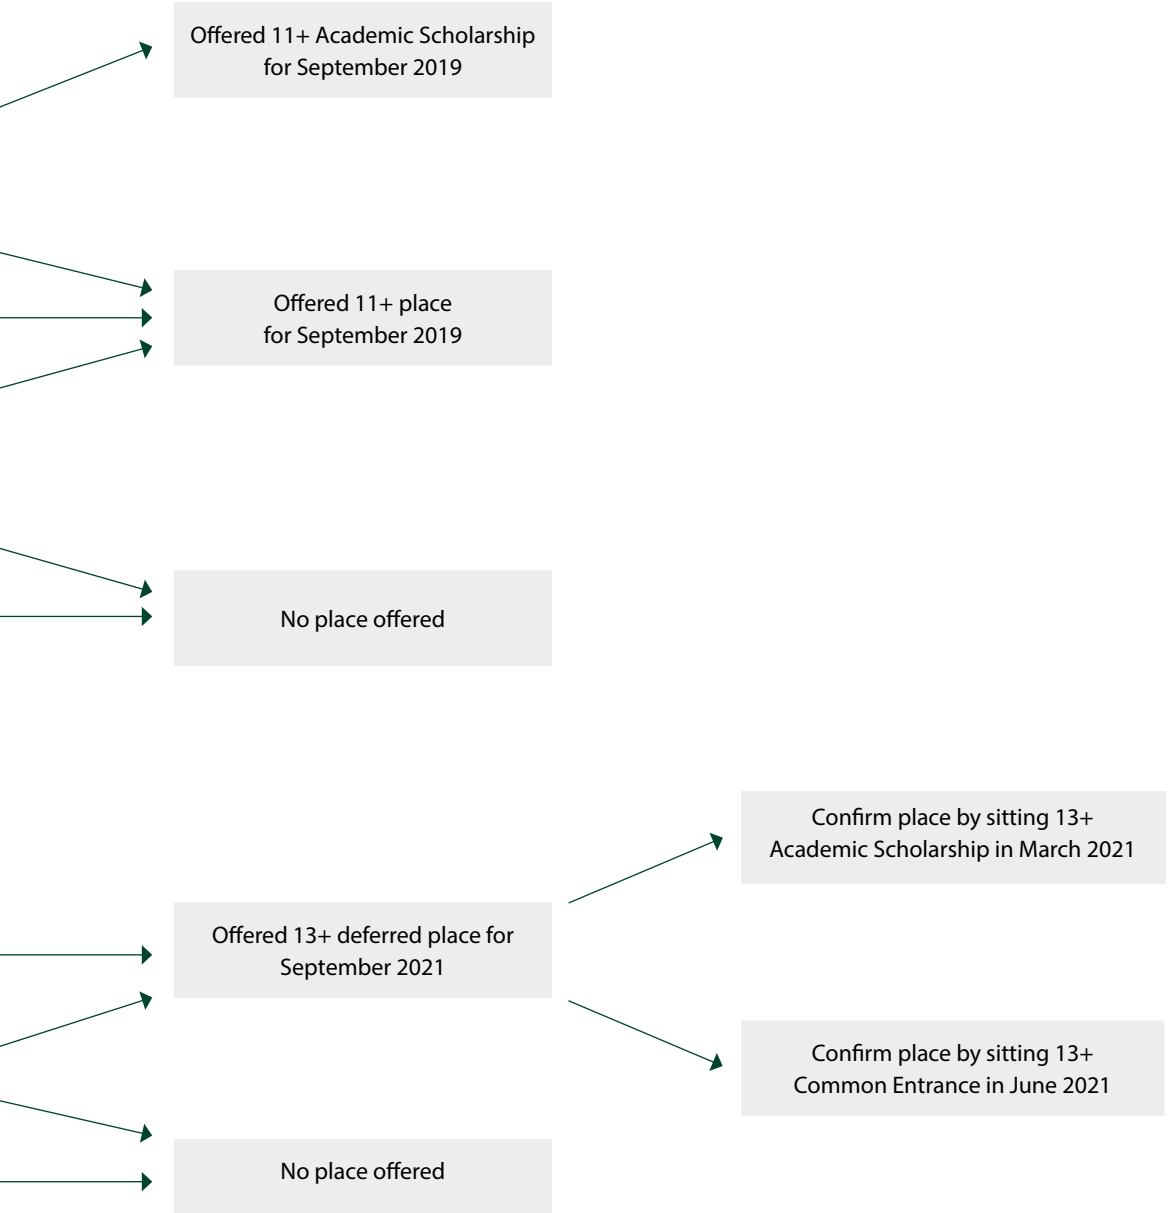 Offered 11+ Academic Scholarship
for September 2019
Offered 11+ place
for September 2019
No place offered
Confirm place by sitting 13+
Academic Scholarship in March 2021
Offered 13+ deferred place for
September 2021
Confirm place by sitting 13+
Common Entrance in June 2021
No place offered